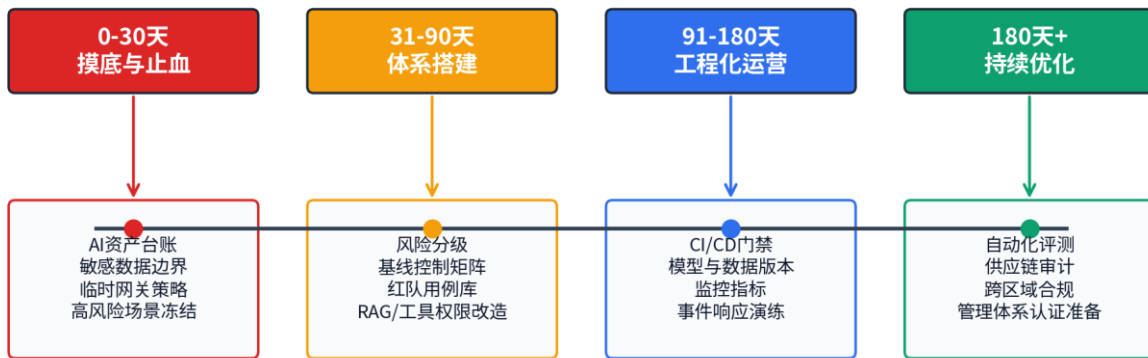 0-30天
摸底与止血
31-90天
体系搭建
91-180天
工程化运营
180天+
持续优化
AI资产台账
敏感数据边界
临时网关策略
高风险场景冻结
风险分级
基线控制矩阵
红队用例库
RAG/工具权限改造
CI/CD门禁
模型与数据版本
监控指标
事件响应演练
自动化评测
供应链审计
跨区域合规
管理体系认证准备